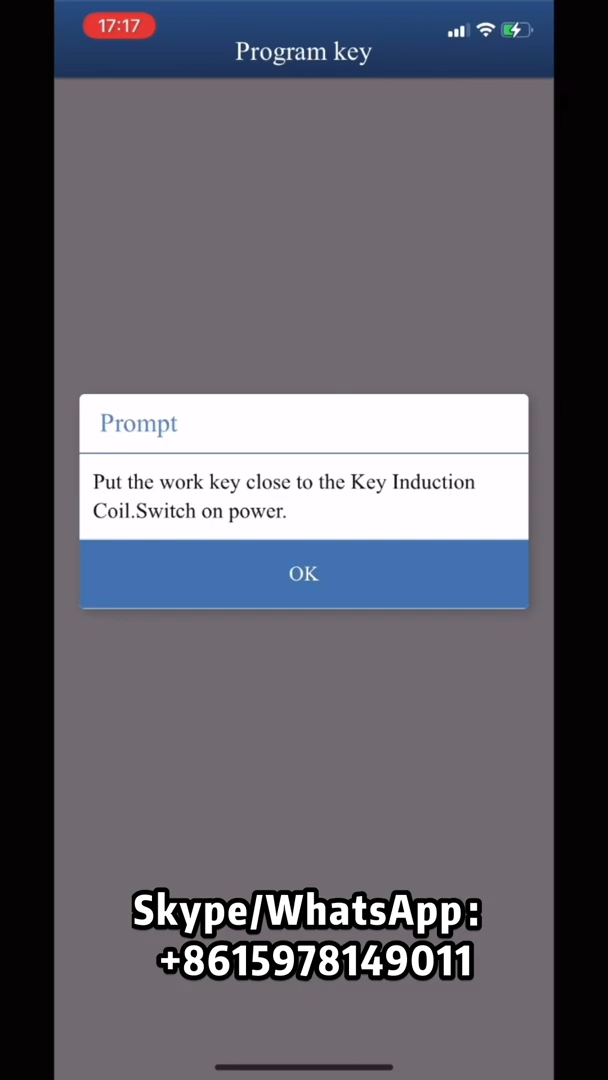 17:17
Program key
Prompt
Put the work key close to the Key Induction
Coil.Switch on power.
OK
Skype/WhatsApp:
+8615978149011